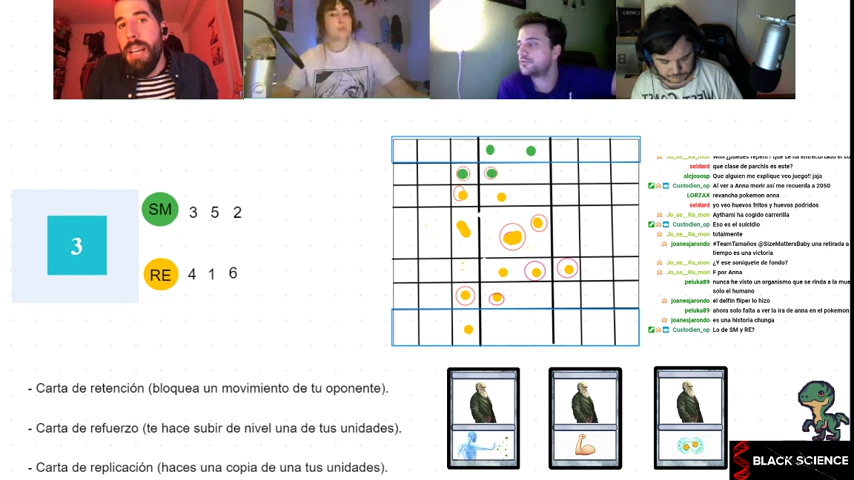 3
SM 3 5 2
RE 4 1 6
- Carta de retención (bloquea un movimiento de tu oponente).
- Carta de refuerzo (te hace subir de nivel una de tus unidades).
- Carta de replicación (haces una copia de una tus unidades).
seldard que clase de parchis es este?
alcjososp Que alguien me explique veo juego!! jaja
Custodien_op Al ver a Anna morir así me recuerda a 2050
LORZAX revancha pokemon anna
seldard yo veo huevos fritos y huevos podridos
Jo_se__Ra_mon Aythami ha cogido carrerilla
Custodien_op Eso es el suicidio
Jo_se__Ra_mon totalmente
joanesjarondo #TeamTamaños @SizeMattersBaby una retirada a
tiempo es una victoria
Jo_se__Ra_mon ¿Y ese soniquete de fondo?
Jo_se__Ra_mon F por Anna
peluka89 nunca he visto un organismo que se rinda a la mue
solo el humano
joanesjarondo el delfín fliper lo hizo
peluka89 ahora solo falta a ver la ira de anna en el pokemon
joanesjarondo es una historia chunga
Custodien_op Lo de SM y RE?
BLACK SCIENCE